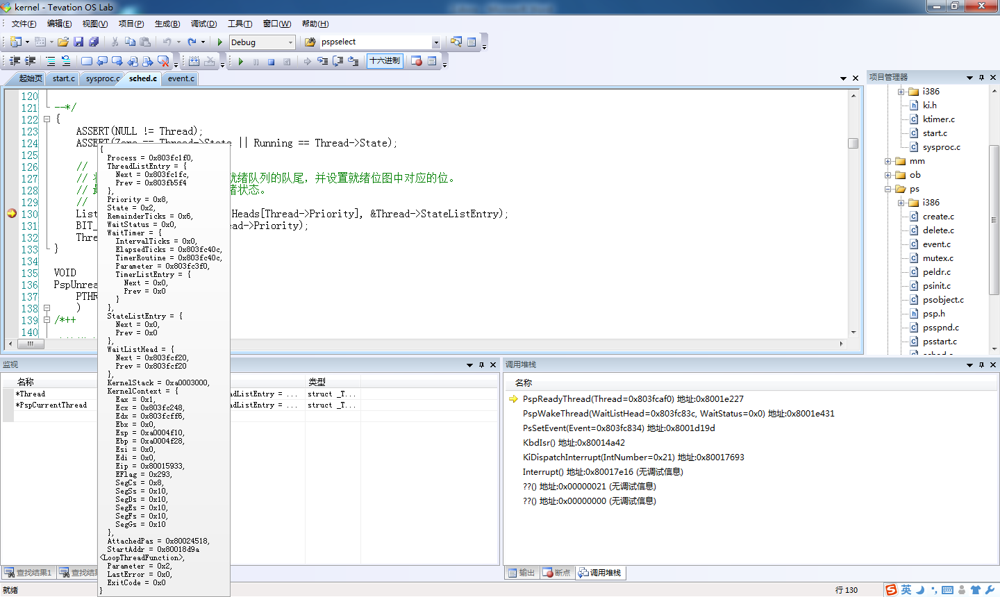 kernel - Tevation OS Lab
文件(F) 编辑(E) 视图(V) 项目(P) 生成(B) 调试(D) 工具(T) 窗口(W) 帮助(H)
Debug pspselect
十六进制
起始页 start.c sysproc.c sched.c event.c
项目管理器
120
121 --*/
122 {
123 ASSERT(NULL != Thread);
124 ASSERT(Zero == Thread->State || Running == Thread->State);
125
126 //
127 // 就绪队列的队尾，并设置就绪位图中对应的位。
128 // 绪状态。
129 //
130 List Heads[Thread->Priority], &Thread->StateListEntry);
131 BIT_ ead->Priority);
132 Thre
133 }
134
135 VOID
136 PspUnrea
137 PTHR
138 )
139 /*++
140
{
Process = 0x803fc1f0,
ThreadListEntry = {
Next = 0x803fc1fc,
Prev = 0x803fb5f4
},
Priority = 0x8,
State = 0x2,
RemainderTicks = 0x6,
WaitStatus = 0x0,
WaitTimer = {
IntervalTicks = 0x0,
ElapsedTicks = 0x803fc40c,
TimerRoutine = 0x803fc40c,
Parameter = 0x803fc3f0,
TimerListEntry = {
Next = 0x0,
Prev = 0x0
}
},
StateListEntry = {
Next = 0x0,
Prev = 0x0
},
WaitListHead = {
Next = 0x803fcf20,
Prev = 0x803fcf20
},
KernelStack = 0xa0003000,
KernelContext = {
Eax = 0x1,
Ecx = 0x803fc248,
Edx = 0x803fcff6,
Ebx = 0x0,
Esp = 0xa0004f10,
Ebp = 0xa0004f28,
Esi = 0x0,
Edi = 0x0,
Eip = 0x80015933,
EFlag = 0x293,
SegCs = 0x8,
SegSs = 0x10,
SegDs = 0x10,
SegEs = 0x10,
SegFs = 0x10,
SegGs = 0x10
},
AttachedPas = 0x80024518,
StartAddr = 0x80018d9a
<LoopThreadFunction>,
Parameter = 0x2,
LastError = 0x0,
ExitCode = 0x0
}
i386
ki.h
ktimer.c
start.c
sysproc.c
mm
ob
ps
i386
create.c
delete.c
event.c
mutex.c
peldr.c
psinit.c
psobject.c
psp.h
psspnd.c
psstart.c
sched.c
监视
名称 类型
*Thread adListEntry = ... struct _T...
*PspCurrentThread adListEntry = ... struct _T...
查找结果1 查找结果
调用堆栈
名称
PspReadyThread(Thread=0x803fcaf0) 地址:0x8001e227
PspWakeThread(WaitListHead=0x803fc83c, WaitStatus=0x0) 地址:0x8001e431
PsSetEvent(Event=0x803fc834) 地址:0x8001d19d
KbdIsr() 地址:0x80014a42
KiDispatchInterrupt(IntNumber=0x21) 地址:0x80017693
Interrupt() 地址:0x80017e16 (无调试信息)
??() 地址:0x00000021 (无调试信息)
??() 地址:0x00000000 (无调试信息)
输出 断点 调用堆栈
就绪 行 130
英